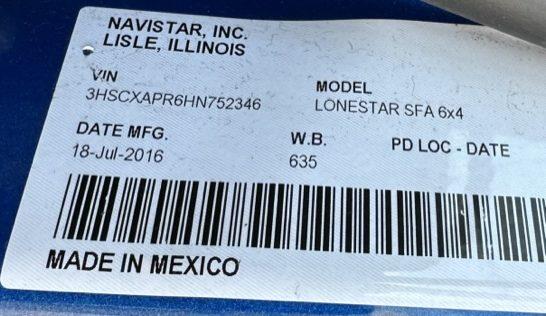 NAVISTAR, INC.
LISLE, ILLINOIS
VIN
3HSCXAPR6HN752346
MODEL
LONESTAR SFA 6x4
DATE MFG.
18-Jul-2016
W.B.
635
PD LOC - DATE
MADE IN MEXICO